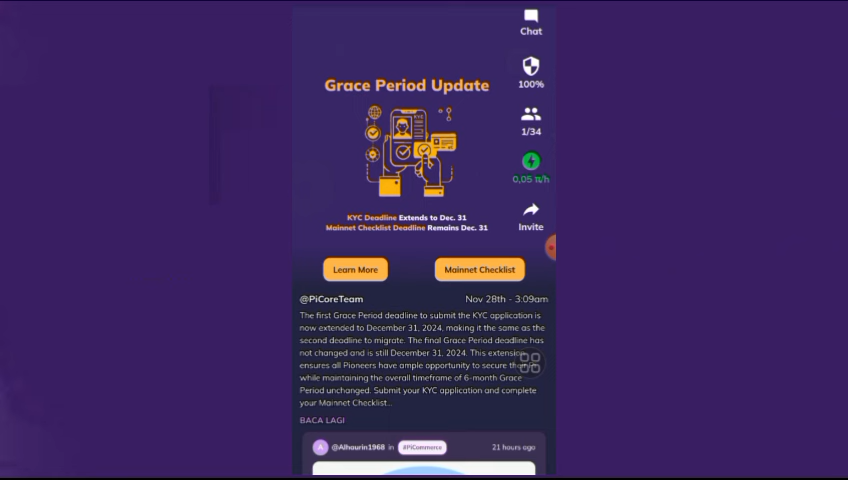 Chat
100%
Grace Period Update
KYC
1/34
0,05 π/h
KYC Deadline Extends to Dec. 31
Mainnet Checklist Deadline Remains Dec. 31
Invite
Learn More
Mainnet Checklist
@PiCoreTeam
Nov 28th - 3:09am
The first Grace Period deadline to submit the KYC application is
now extended to December 31, 2024, making it the same as the
second deadline to migrate. The final Grace Period deadline has
not changed and is still December 31, 2024. This extension
ensures all Pioneers have ample opportunity to secure their
while maintaining the overall timeframe of 6-month Grace
Period unchanged. Submit your KYC application and complete
your Mainnet Checklist...
BACA LAGI
A
@Alhaurin1968 in #PiCommerce
21 hours ago